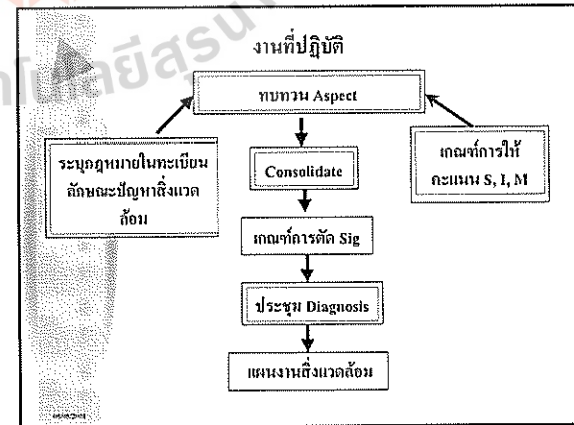 งานที่ปฏิบัติ
ทบทวน Aspect
ระบุกฎหมายในทะเบียน
ลักษณะปัญหาสิ่งแวด
ล้อม
Consolidate
เกณฑ์การให้
คะแนน S, I, M
เกณฑ์การตัด Sig
ประชุม Diagnosis
แผนงานสิ่งแวดล้อม